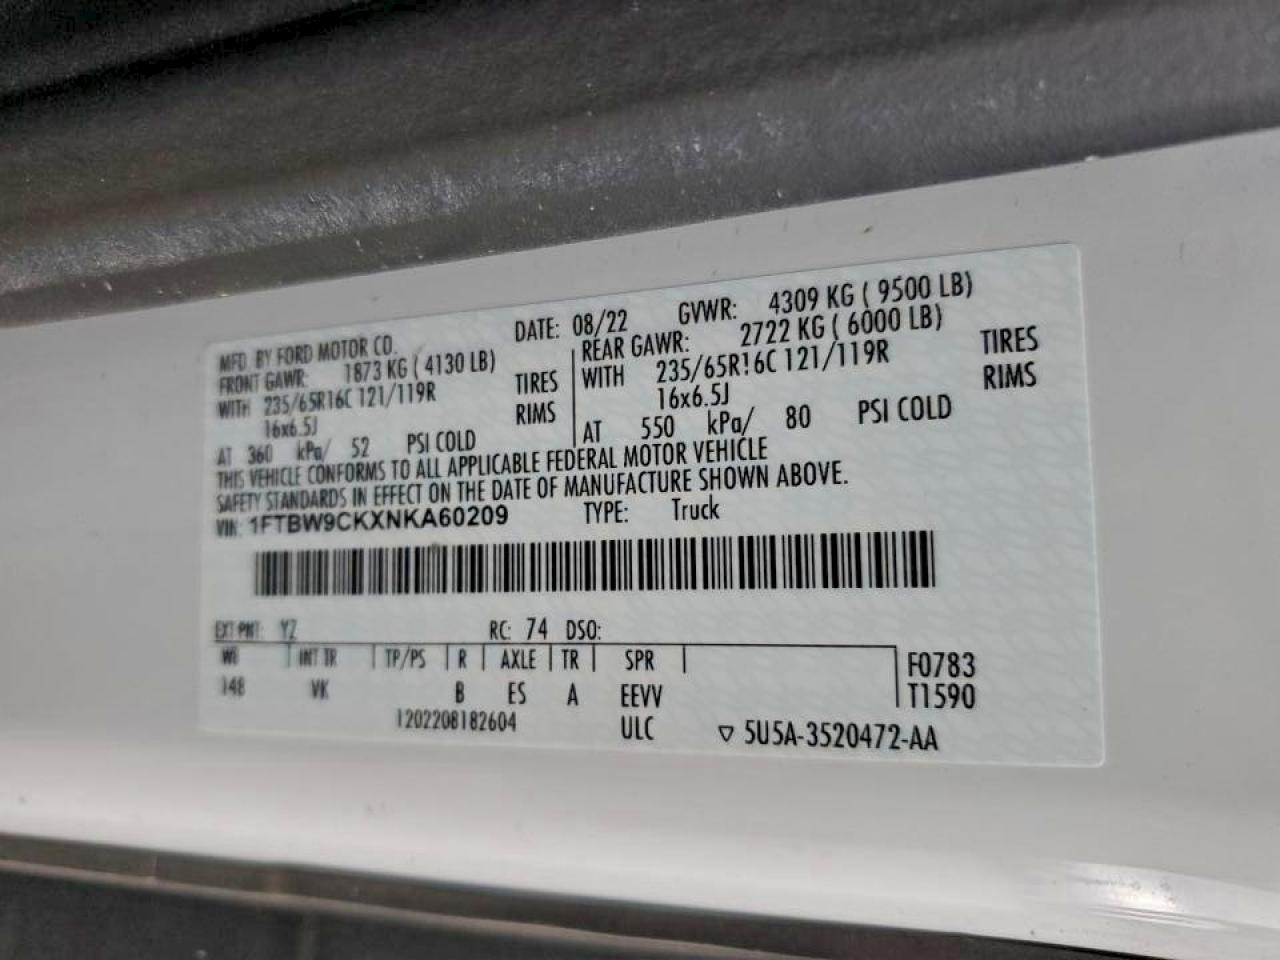 MFD. BY FORD MOTOR CO.
DATE: 08/22 GVWR: 4309 KG ( 9500 LB)
FRONT GAWR: 1873 KG ( 4130 LB)
REAR GAWR: 2722 KG ( 6000 LB)
WITH 235/65R16C 121/119R TIRES
WITH 235/65R16C 121/119R TIRES
16x6.5J RIMS
16x6.5J RIMS
AT 360 kPa/ 52 PSI COLD
AT 550 kPa/ 80 PSI COLD
THIS VEHICLE CONFORMS TO ALL APPLICABLE FEDERAL MOTOR VEHICLE
SAFETY STANDARDS IN EFFECT ON THE DATE OF MANUFACTURE SHOWN ABOVE.
VIN: 1FTBW9CKXNKA60209 TYPE: Truck
EXT PNT: YZ RC: 74 DSO:
WB INT TR TP/PS R AXLE TR SPR F0783
148 VK B ES A EEVV T1590
1202208182604 ULC ▽ 5U5A-3520472-AA